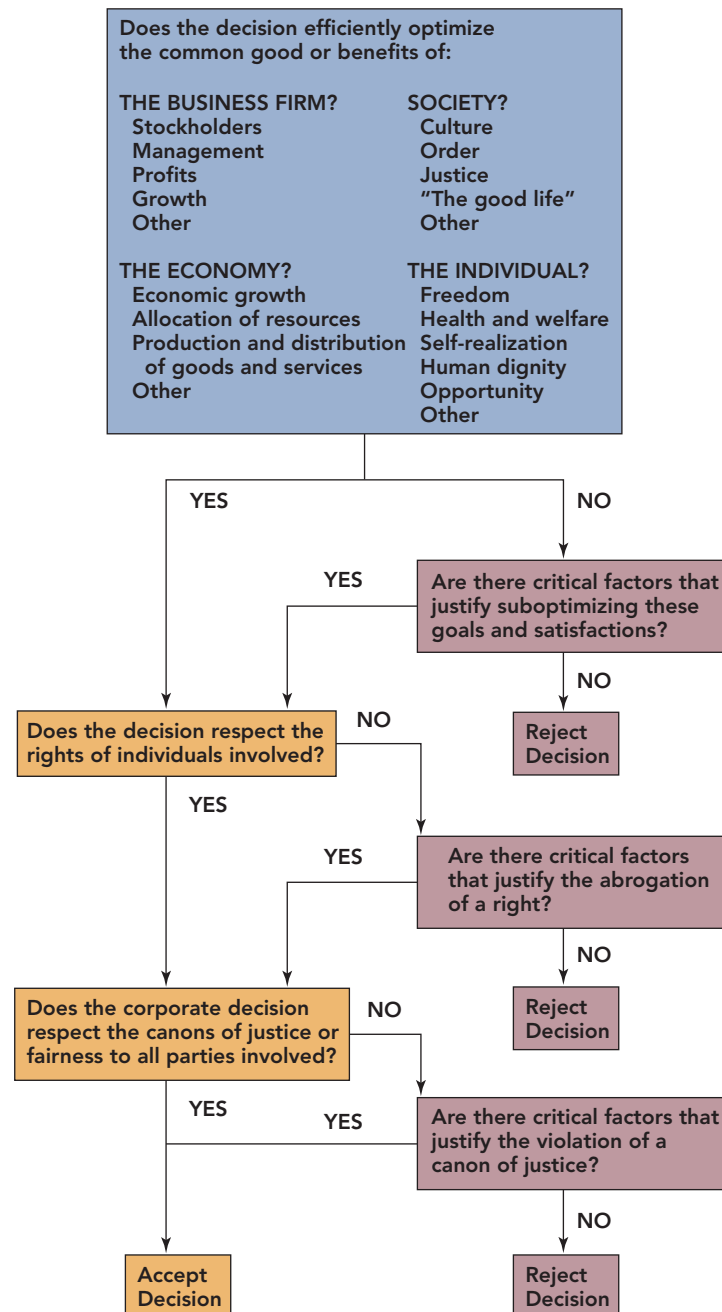 Does the decision efficiently optimize
the common good or benefits of:
THE BUSINESS FIRM?
Stockholders
Management
Profits
Growth
Other
SOCIETY?
Culture
Order
Justice
“The good life”
Other
THE ECONOMY?
Economic growth
Allocation of resources
Production and distribution
of goods and services
Other
THE INDIVIDUAL?
Freedom
Health and welfare
Self-realization
Human dignity
Opportunity
Other
YES
NO
YES
Are there critical factors that
justify suboptimizing these
goals and satisfactions?
NO
Reject
Decision
Does the decision respect the
rights of individuals involved?
NO
YES
YES
Are there critical factors
that justify the abrogation
of a right?
NO
Reject
Decision
Does the corporate decision
respect the canons of justice or
fairness to all parties involved?
NO
YES
YES
Are there critical factors that
justify the violation of a
canon of justice?
NO
Accept
Decision
Reject
Decision